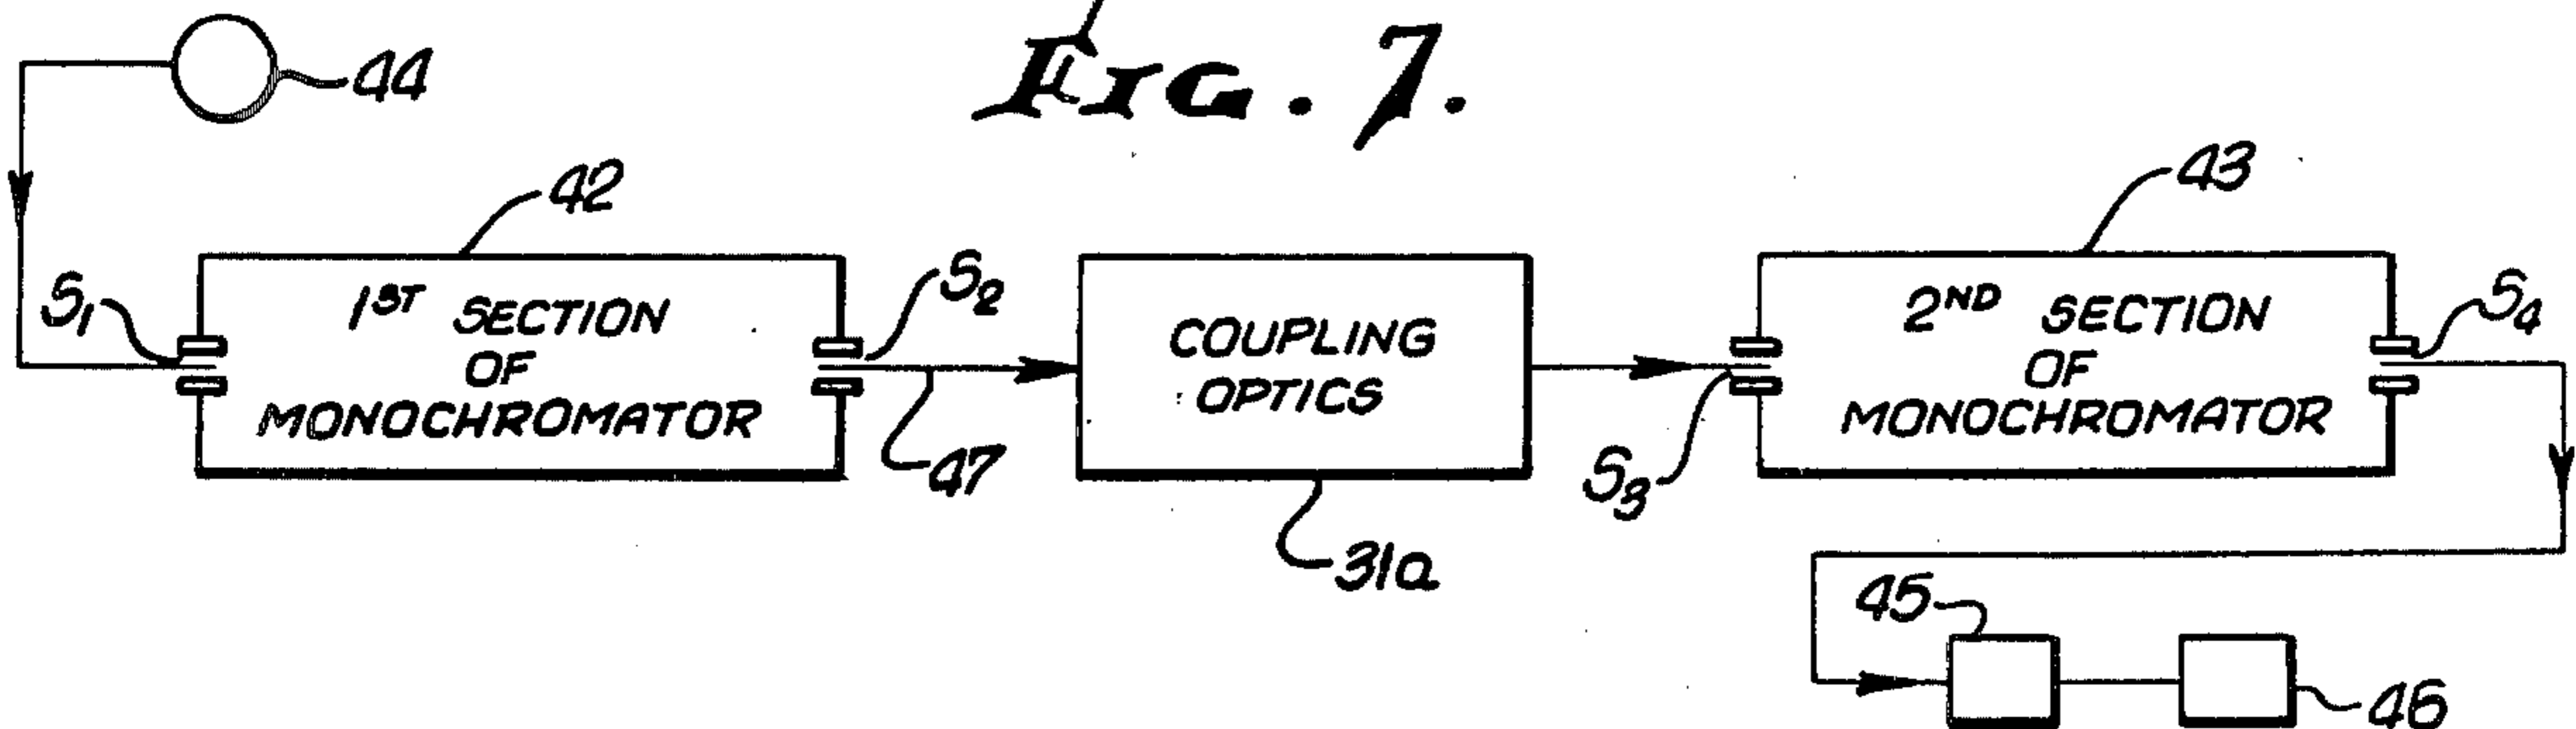 FIG. 7.
44
42
43
S1
1ST SECTION
OF
MONOCHROMATOR
S2
47
COUPLING
OPTICS
31a
S3
2ND SECTION
OF
MONOCHROMATOR
S4
45
46